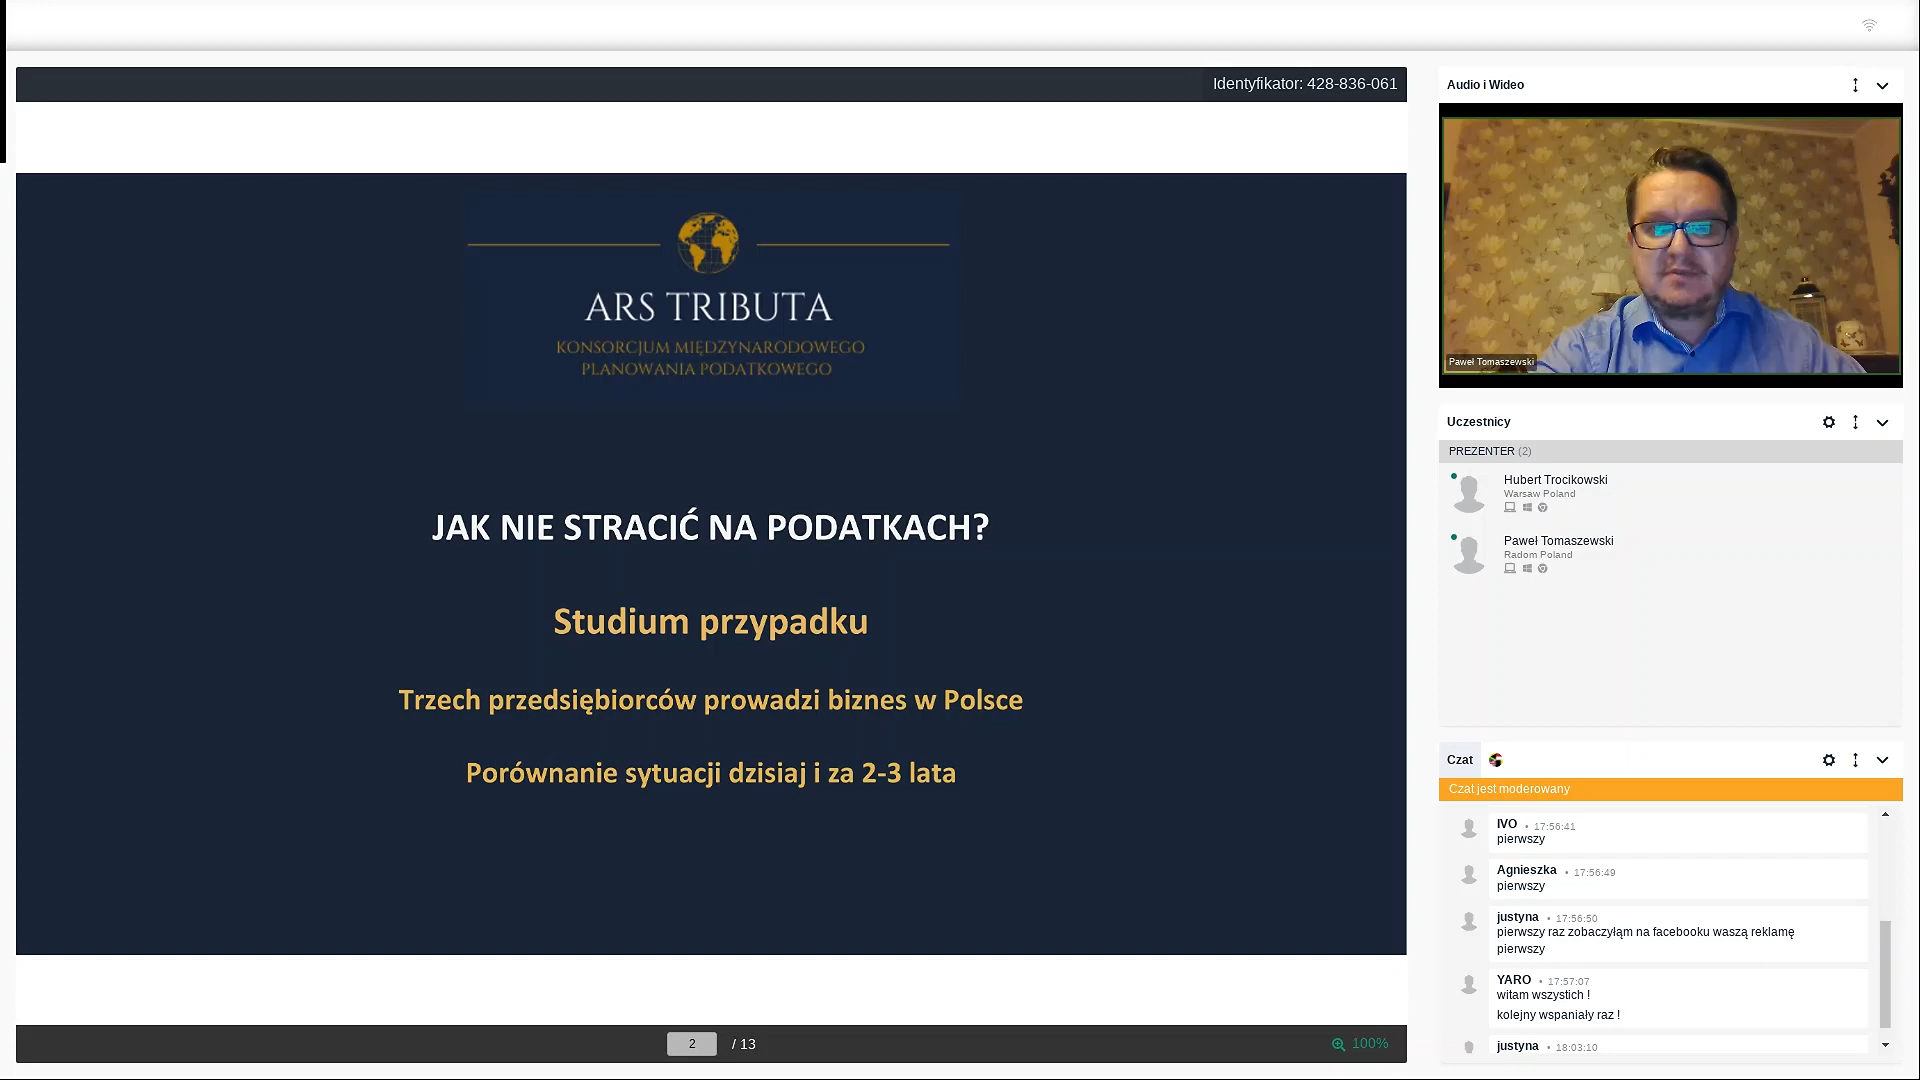 Identyfikator: 428-836-061
ARS TRIBUTA
KONSORCJUM MIĘDZYNARODOWEGO
PLANOWANIA PODATKOWEGO
JAK NIE STRACIĆ NA PODATKACH?
Studium przypadku
Trzech przedsiębiorców prowadzi biznes w Polsce
Porównanie sytuacji dzisiaj i za 2-3 lata
2 / 13
100%
Audio i Wideo
Paweł Tomaszewski
Uczestnicy
PREZENTER (2)
Hubert Trocikowski
Warsaw Poland
Paweł Tomaszewski
Radom Poland
Czat
Czat jest moderowany
IVO • 17:56:41
pierwszy
Agnieszka • 17:56:49
pierwszy
justyna • 17:56:50
pierwszy raz zobaczyłąm na facebooku waszą reklamę
pierwszy
YARO • 17:57:07
witam wszystich !
kolejny wspaniały raz !
justyna • 18:03:10